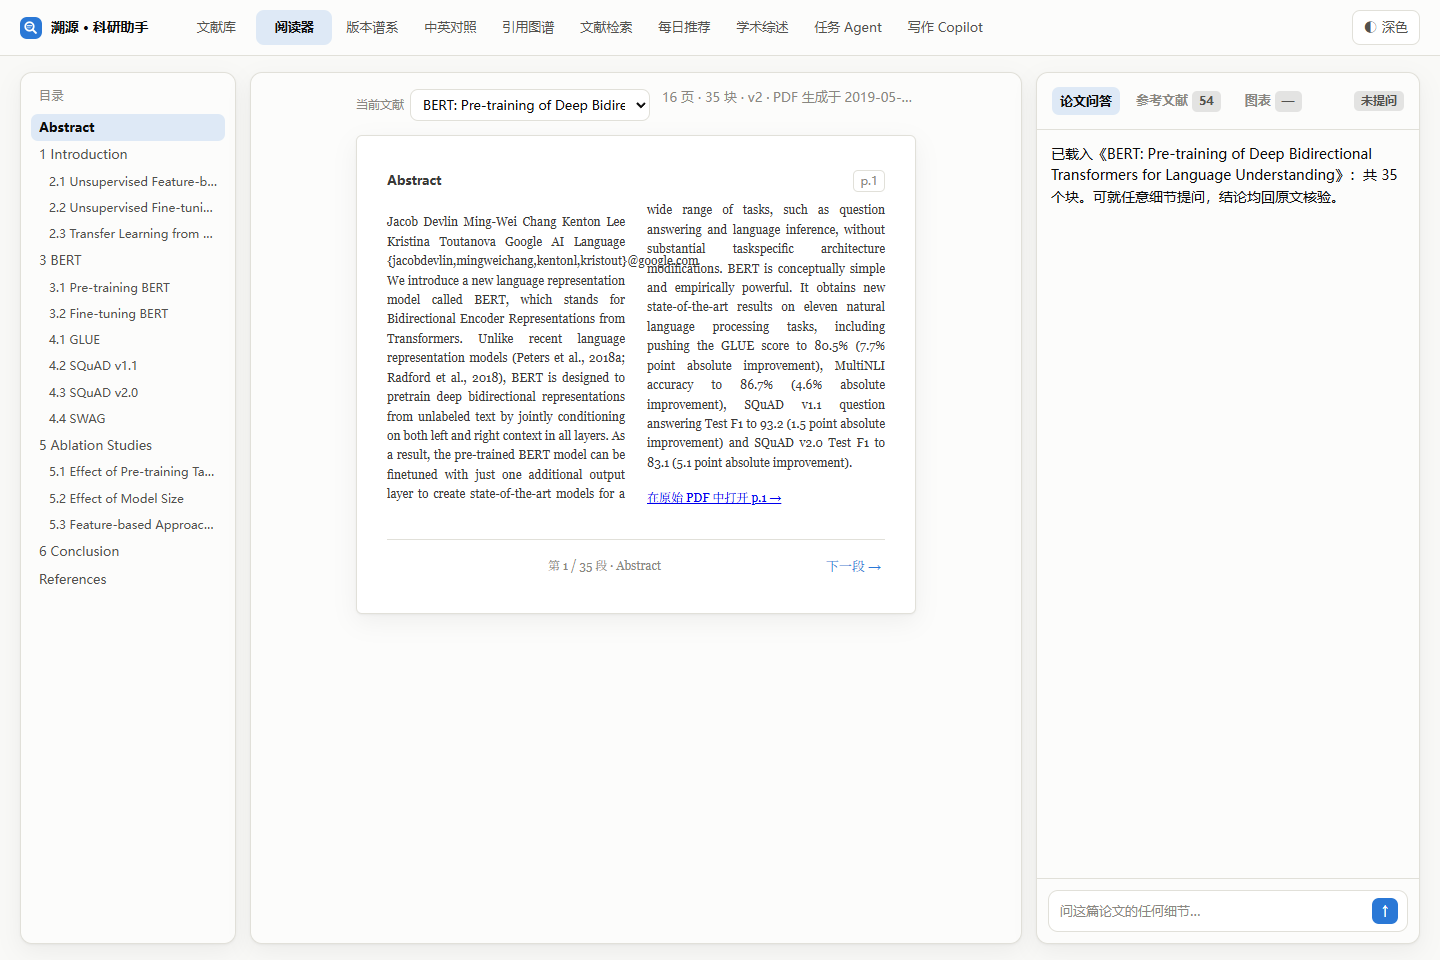 溯源 • 科研助手
文献库
阅读器
版本谱系
中英对照
引用图谱
文献检索
每日推荐
学术综述
任务 Agent
写作 Copilot
深色
目录
Abstract
1 Introduction
2.1 Unsupervised Feature-b...
2.2 Unsupervised Fine-tuni...
2.3 Transfer Learning from ...
3 BERT
3.1 Pre-training BERT
3.2 Fine-tuning BERT
4.1 GLUE
4.2 SQuAD v1.1
4.3 SQuAD v2.0
4.4 SWAG
5 Ablation Studies
5.1 Effect of Pre-training Ta...
5.2 Effect of Model Size
5.3 Feature-based Approac...
6 Conclusion
References
当前文献
BERT: Pre-training of Deep Bidire
16 页 · 35 块 · v2 · PDF 生成于 2019-05-...
Abstract
p.1
Jacob Devlin Ming-Wei Chang Kenton Lee
Kristina Toutanova Google AI Language
{jacobdevlin,mingweichang,kentonl,kristout}@google.com
We introduce a new language representation
model called BERT, which stands for
Bidirectional Encoder Representations from
Transformers. Unlike recent language
representation models (Peters et al., 2018a;
Radford et al., 2018), BERT is designed to
pretrain deep bidirectional representations
from unlabeled text by jointly conditioning
on both left and right context in all layers. As
a result, the pre-trained BERT model can be
finetuned with just one additional output
layer to create state-of-the-art models for a
wide range of tasks, such as question
answering and language inference, without
substantial taskspecific architecture
modifications. BERT is conceptually simple
and empirically powerful. It obtains new
state-of-the-art results on eleven natural
language processing tasks, including
pushing the GLUE score to 80.5% (7.7%
point absolute improvement), MultiNLI
accuracy to 86.7% (4.6% absolute
improvement), SQuAD v1.1 question
answering Test F1 to 93.2 (1.5 point absolute
improvement) and SQuAD v2.0 Test F1 to
83.1 (5.1 point absolute improvement).
在原始 PDF 中打开 p.1 →
第 1 / 35 段 · Abstract
下一段 →
论文问答
参考文献 54
图表 —
未提问
已载入《BERT: Pre-training of Deep Bidirectional
Transformers for Language Understanding》：共 35
个块。可就任意细节提问，结论均回原文核验。
问这篇论文的任何细节...
↑